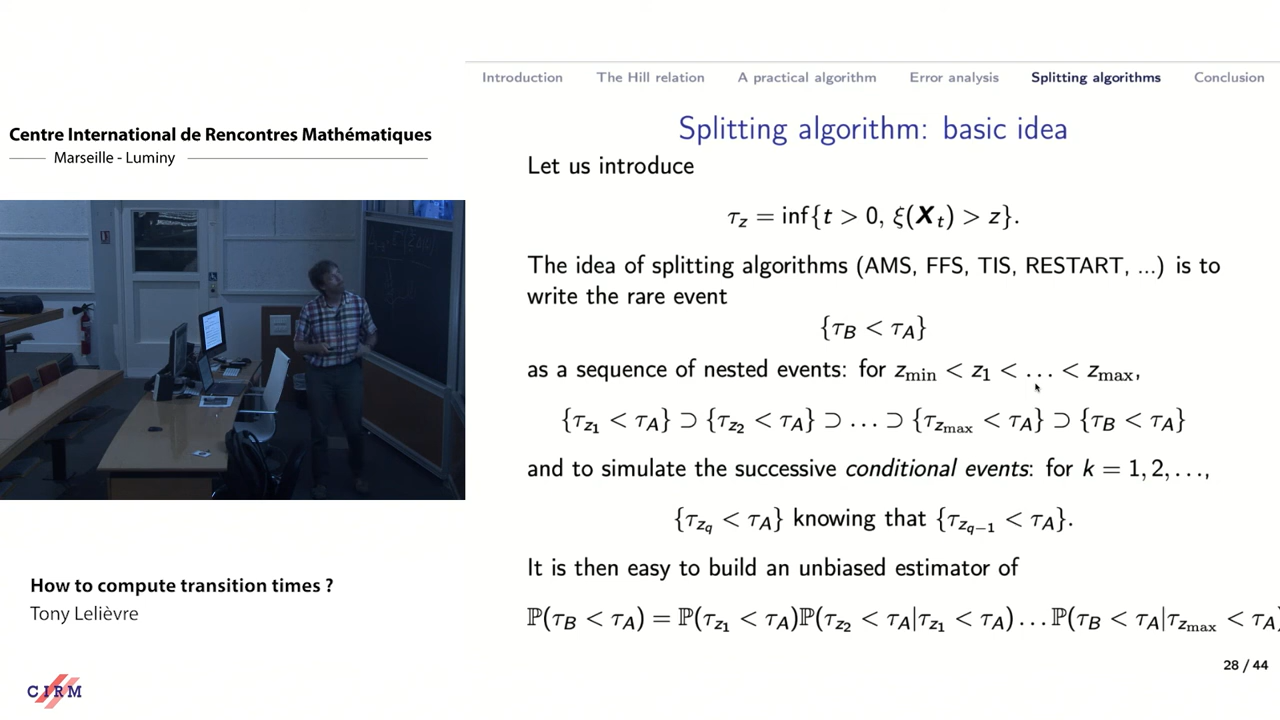 Introduction The Hill relation A practical algorithm Error analysis Splitting algorithms Conclusion
Centre International de Rencontres Mathématiques
Marseille - Luminy
Splitting algorithm: basic idea
Let us introduce
τ_z = inf{t > 0, ξ(X_t) > z}.
The idea of splitting algorithms (AMS, FFS, TIS, RESTART, ...) is to
write the rare event
{τ_B < τ_A}
as a sequence of nested events: for z_min < z_1 < . . . < z_max,
{τ_{z_1} < τ_A} ⊃ {τ_{z_2} < τ_A} ⊃ . . . ⊃ {τ_{z_max} < τ_A} ⊃ {τ_B < τ_A}
and to simulate the successive conditional events: for k = 1, 2, . . .,
{τ_{z_q} < τ_A} knowing that {τ_{z_{q−1}} < τ_A}.
It is then easy to build an unbiased estimator of
ℙ(τ_B < τ_A) = ℙ(τ_{z_1} < τ_A)ℙ(τ_{z_2} < τ_A|τ_{z_1} < τ_A) . . . ℙ(τ_B < τ_A|τ_{z_max} < τ_A)
28 / 44
How to compute transition times ?
Tony Lelièvre
CIRM